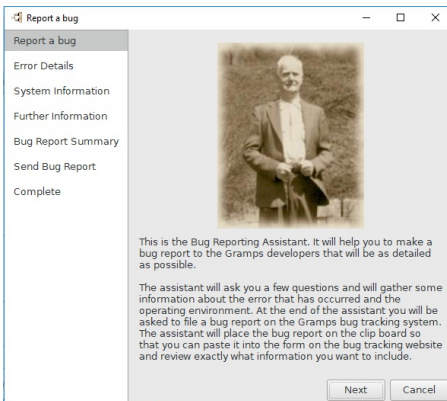 Report a bug
Report a bug
Error Details
System Information
Further Information
Bug Report Summary
Send Bug Report
Complete
This is the Bug Reporting Assistant. It will help you to make a
bug report to the Gramps developers that will be as detailed
as possible.
The assistant will ask you a few questions and will gather some
information about the error that has occurred and the
operating environment. At the end of the assistant you will be
asked to file a bug report on the Gramps bug tracking system.
The assistant will place the bug report on the clip board so
that you can paste it into the form on the bug tracking website
and review exactly what information you want to include.
Next Cancel